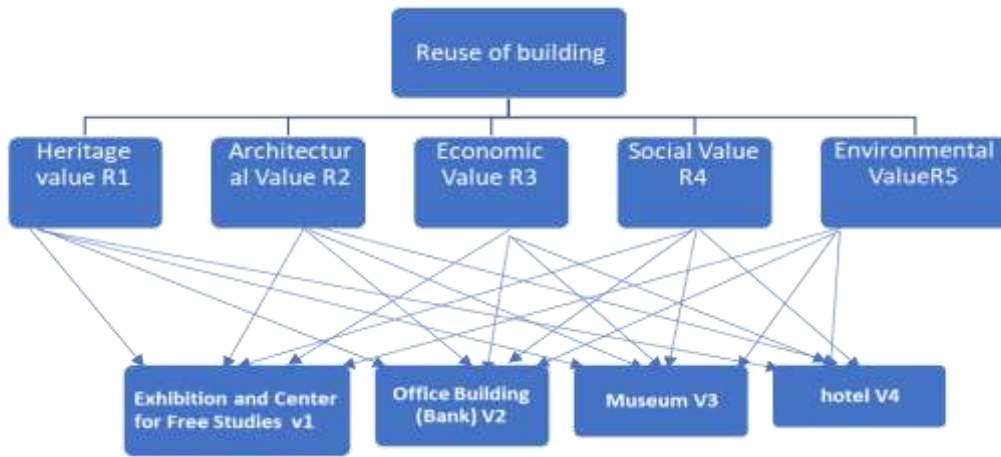 Reuse of building
Heritage
value R1
Architectur
al Value R2
Economic
Value R3
Social Value
R4
Environmental
ValueR5
Exhibition and Center
for Free Studies v1
Office Building
(Bank) V2
Museum V3
hotel V4